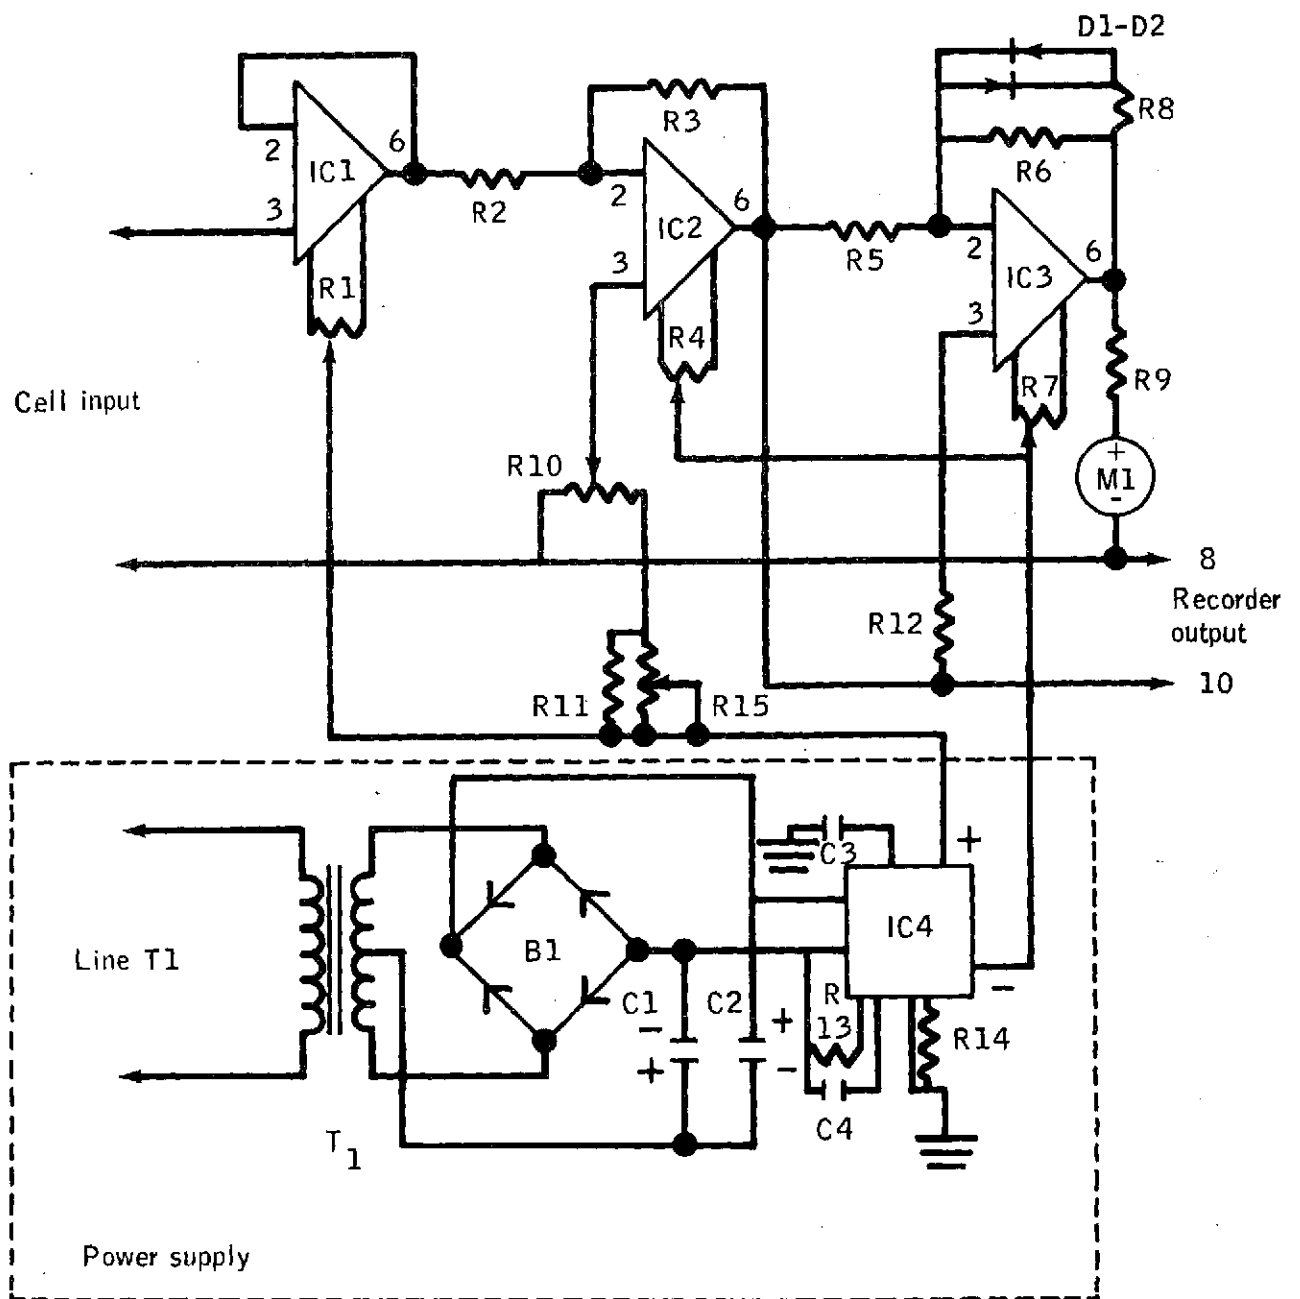 D1-D2
R3
R8
2
6
IC1
R6
R2
2
6
3
IC2
R5
2
6
3
IC3
R1
R4
3
R7
R9
Cell input
R10
+
M1
-
8
Recorder
output
R12
R11
R15
10
C3
+
IC4
Line T1
B1
C1
C2
R
13
-
-
+
+
-
R14
C4
T1
Power supply